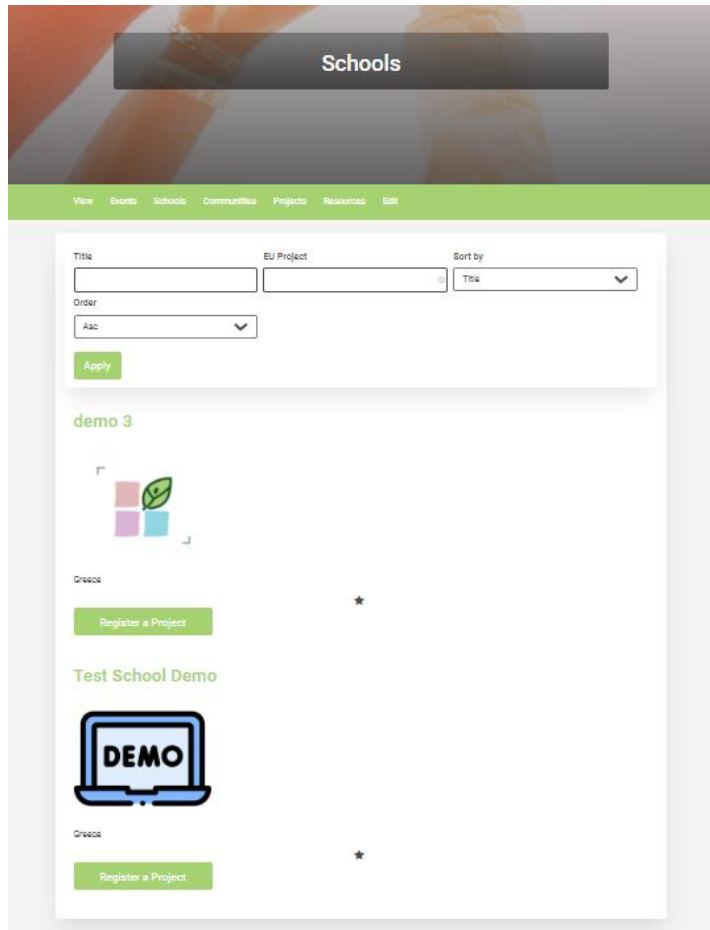 Schools
View Events Schools Communities Projects Resources Edit
Title EU Project Sort by
Title
Order
Asc
Apply
demo 3
Greece
Register a Project
Test School Demo
DEMO
Greece
Register a Project